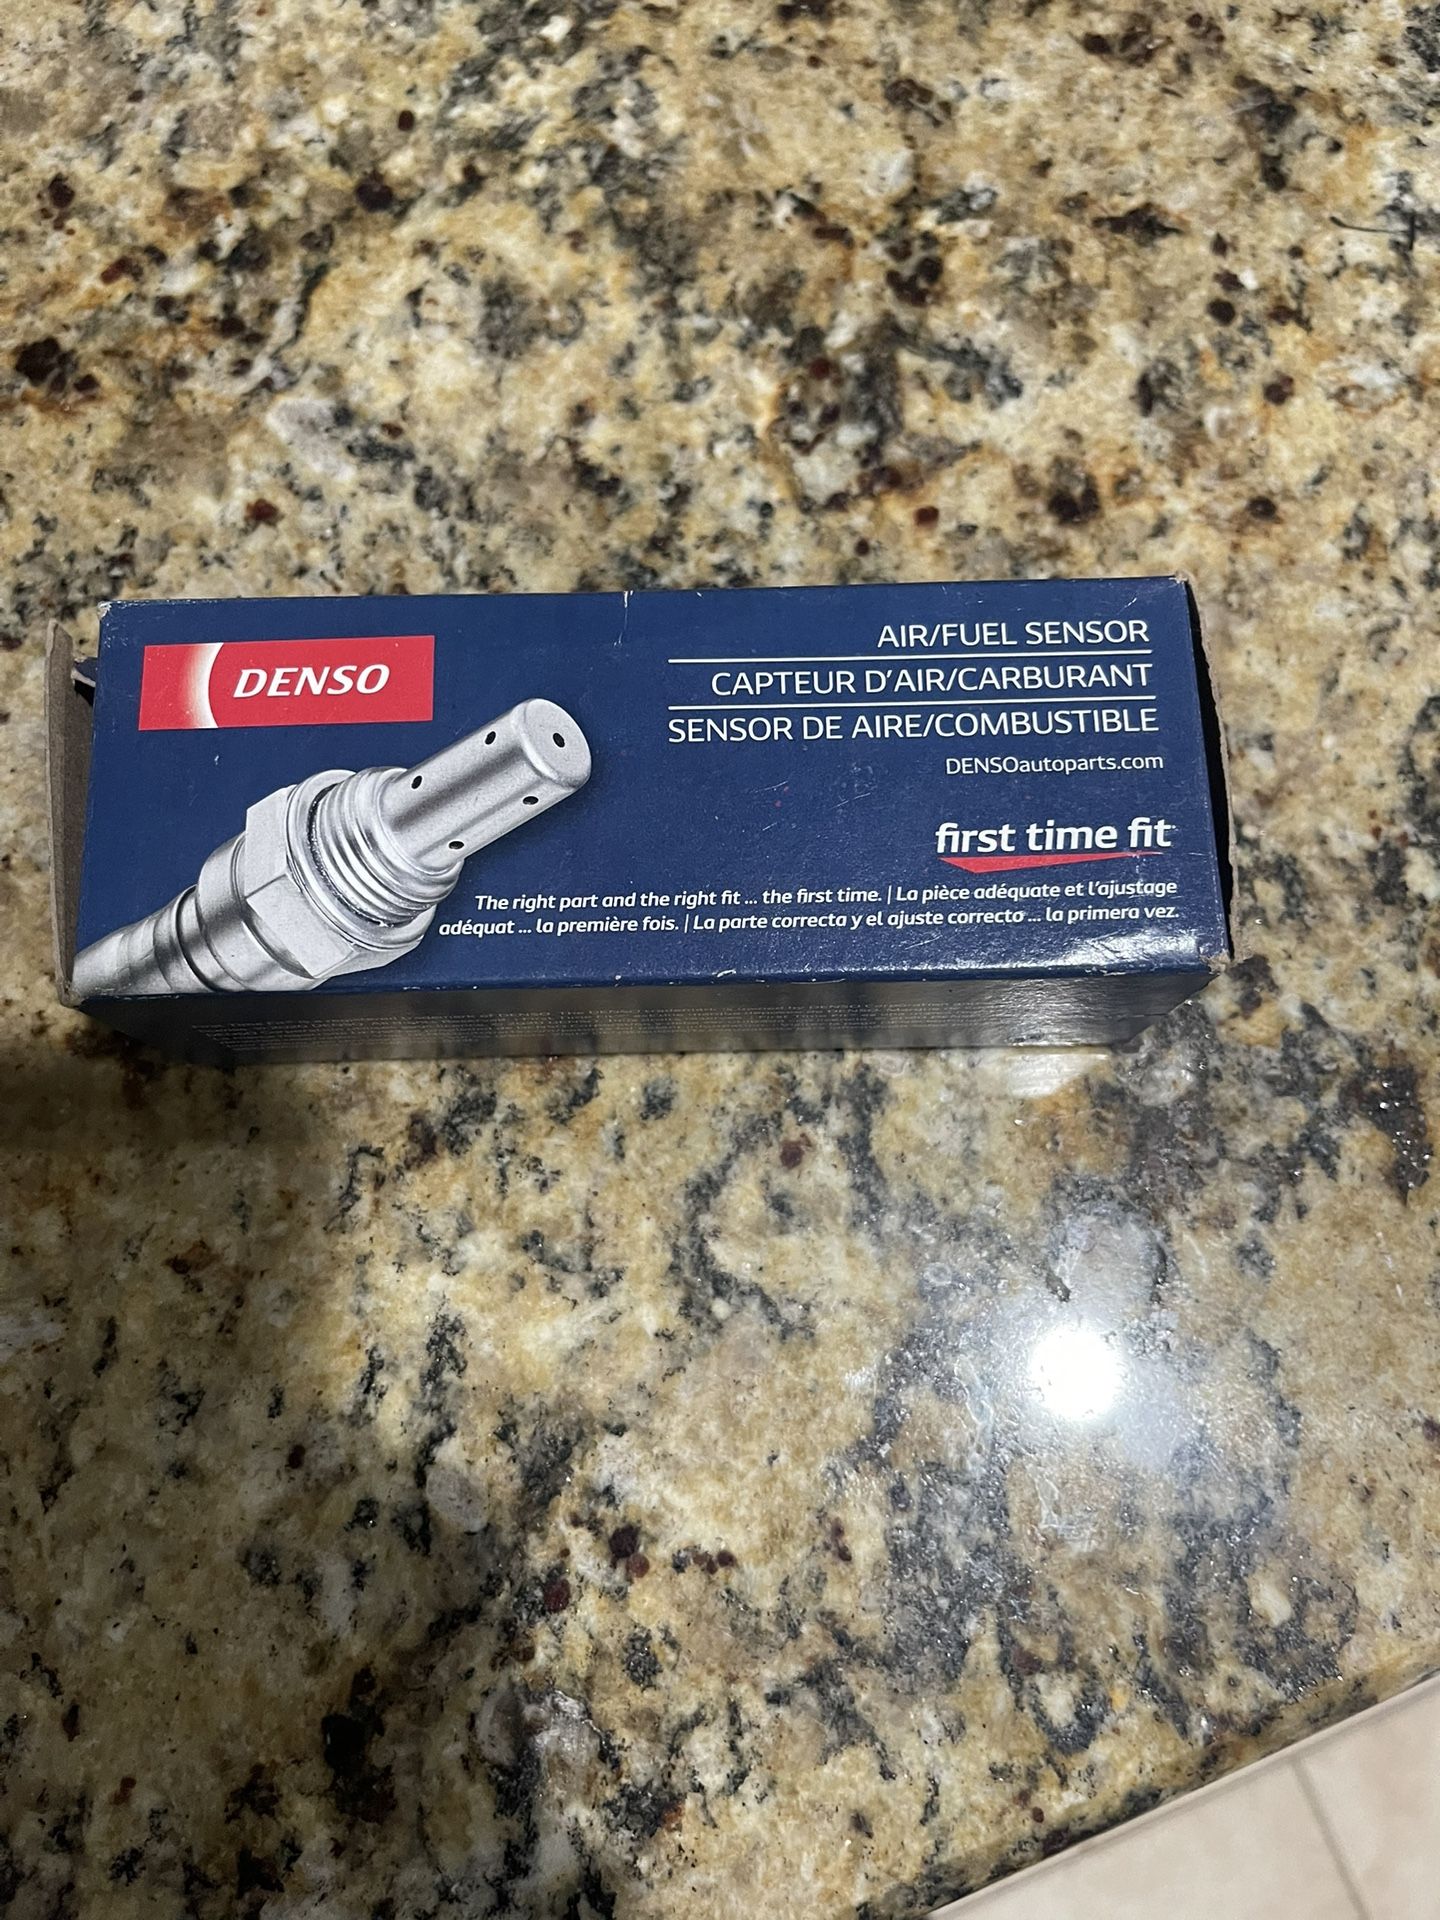 DENSO
AIR/FUEL SENSOR
CAPTEUR D'AIR/CARBURANT
SENSOR DE AIRE/COMBUSTIBLE
DENSOautoparts.com
first time fit
The right part and the right fit ... the first time. | La pièce adéquate et l'ajustage
adéquat ... la première fois. | La parte correcta y el ajuste correcto ... la primera vez.